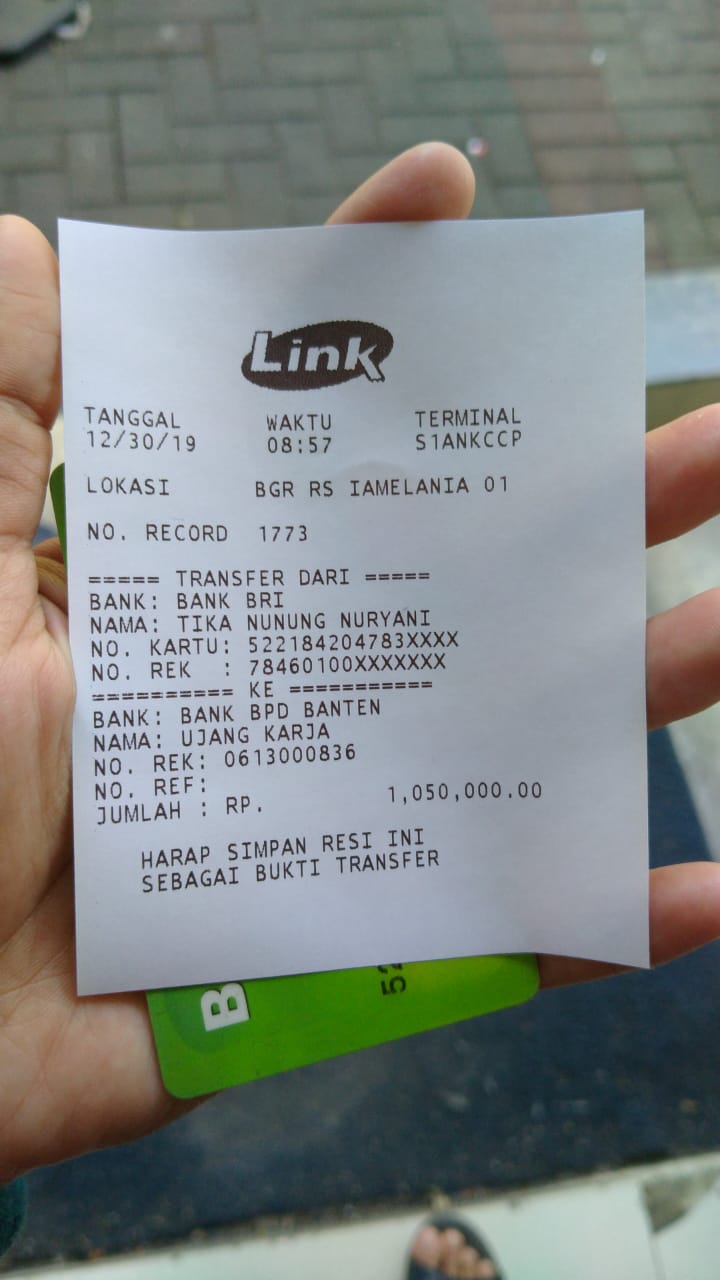 Link
TANGGAL WAKTU TERMINAL
12/30/19 08:57 S1ANKCCP
LOKASI BGR RS IAMELANIA 01
NO. RECORD 1773
===== TRANSFER DARI =====
BANK: BANK BRI
NAMA: TIKA NUNUNG NURYANI
NO. KARTU: 522184204783XXXX
NO. REK : 78460100XXXXXXX
=========== KE ===========
BANK: BANK BPD BANTEN
NAMA: UJANG KARJA
NO. REK: 0613000836
NO. REF:
JUMLAH : RP. 1,050,000.00
HARAP SIMPAN RESI INI
SEBAGAI BUKTI TRANSFER
B
52